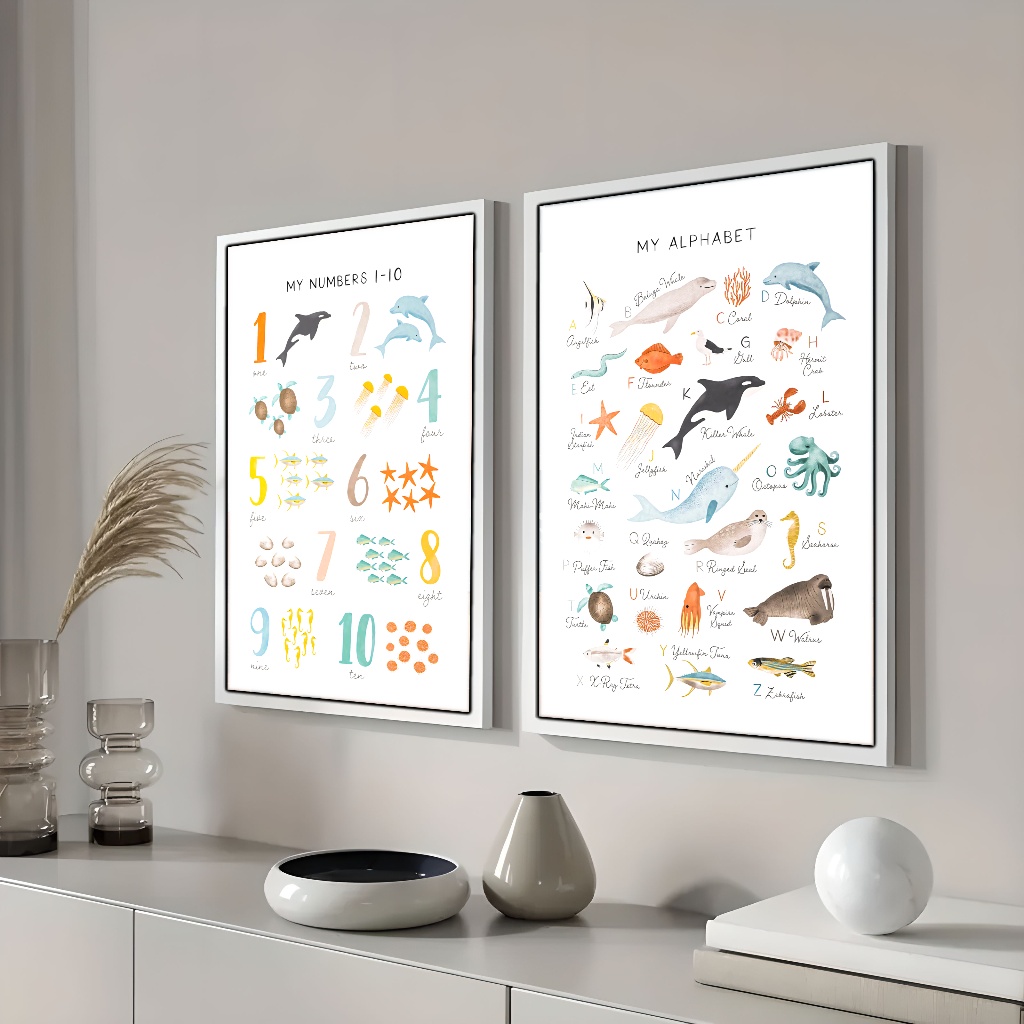 MY NUMBERS 1-10
1
one
2
two
3
three
4
four
5
five
6
six
7
seven
8
eight
9
nine
10
ten
MY ALPHABET
A
Angelfish
B
Beluga Whale
C
Coral
D
Dolphin
E
Eel
F
Flounder
G
Gull
H
Hermit
Crab
I
Indian
Starfish
J
Jellyfish
K
Killer Whale
L
Lobster
M
Mahi-Mahi
N
Narwhal
O
Octopus
P Puffer Fish
Q Quahog
R Ringed Seal
S
Seahorse
T
Turtle
U Urchin
V
Vampire
Squid
W Walrus
X X-Ray Tetra
Y Yellowfin Tuna
Z Zebrafish